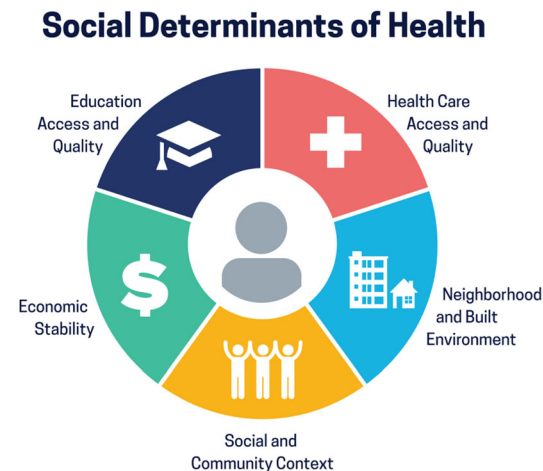 Social Determinants of Health
Education
Access and
Quality
Health Care
Access and
Quality
$
Economic
Stability
Neighborhood
and Built
Environment
Social and
Community Context